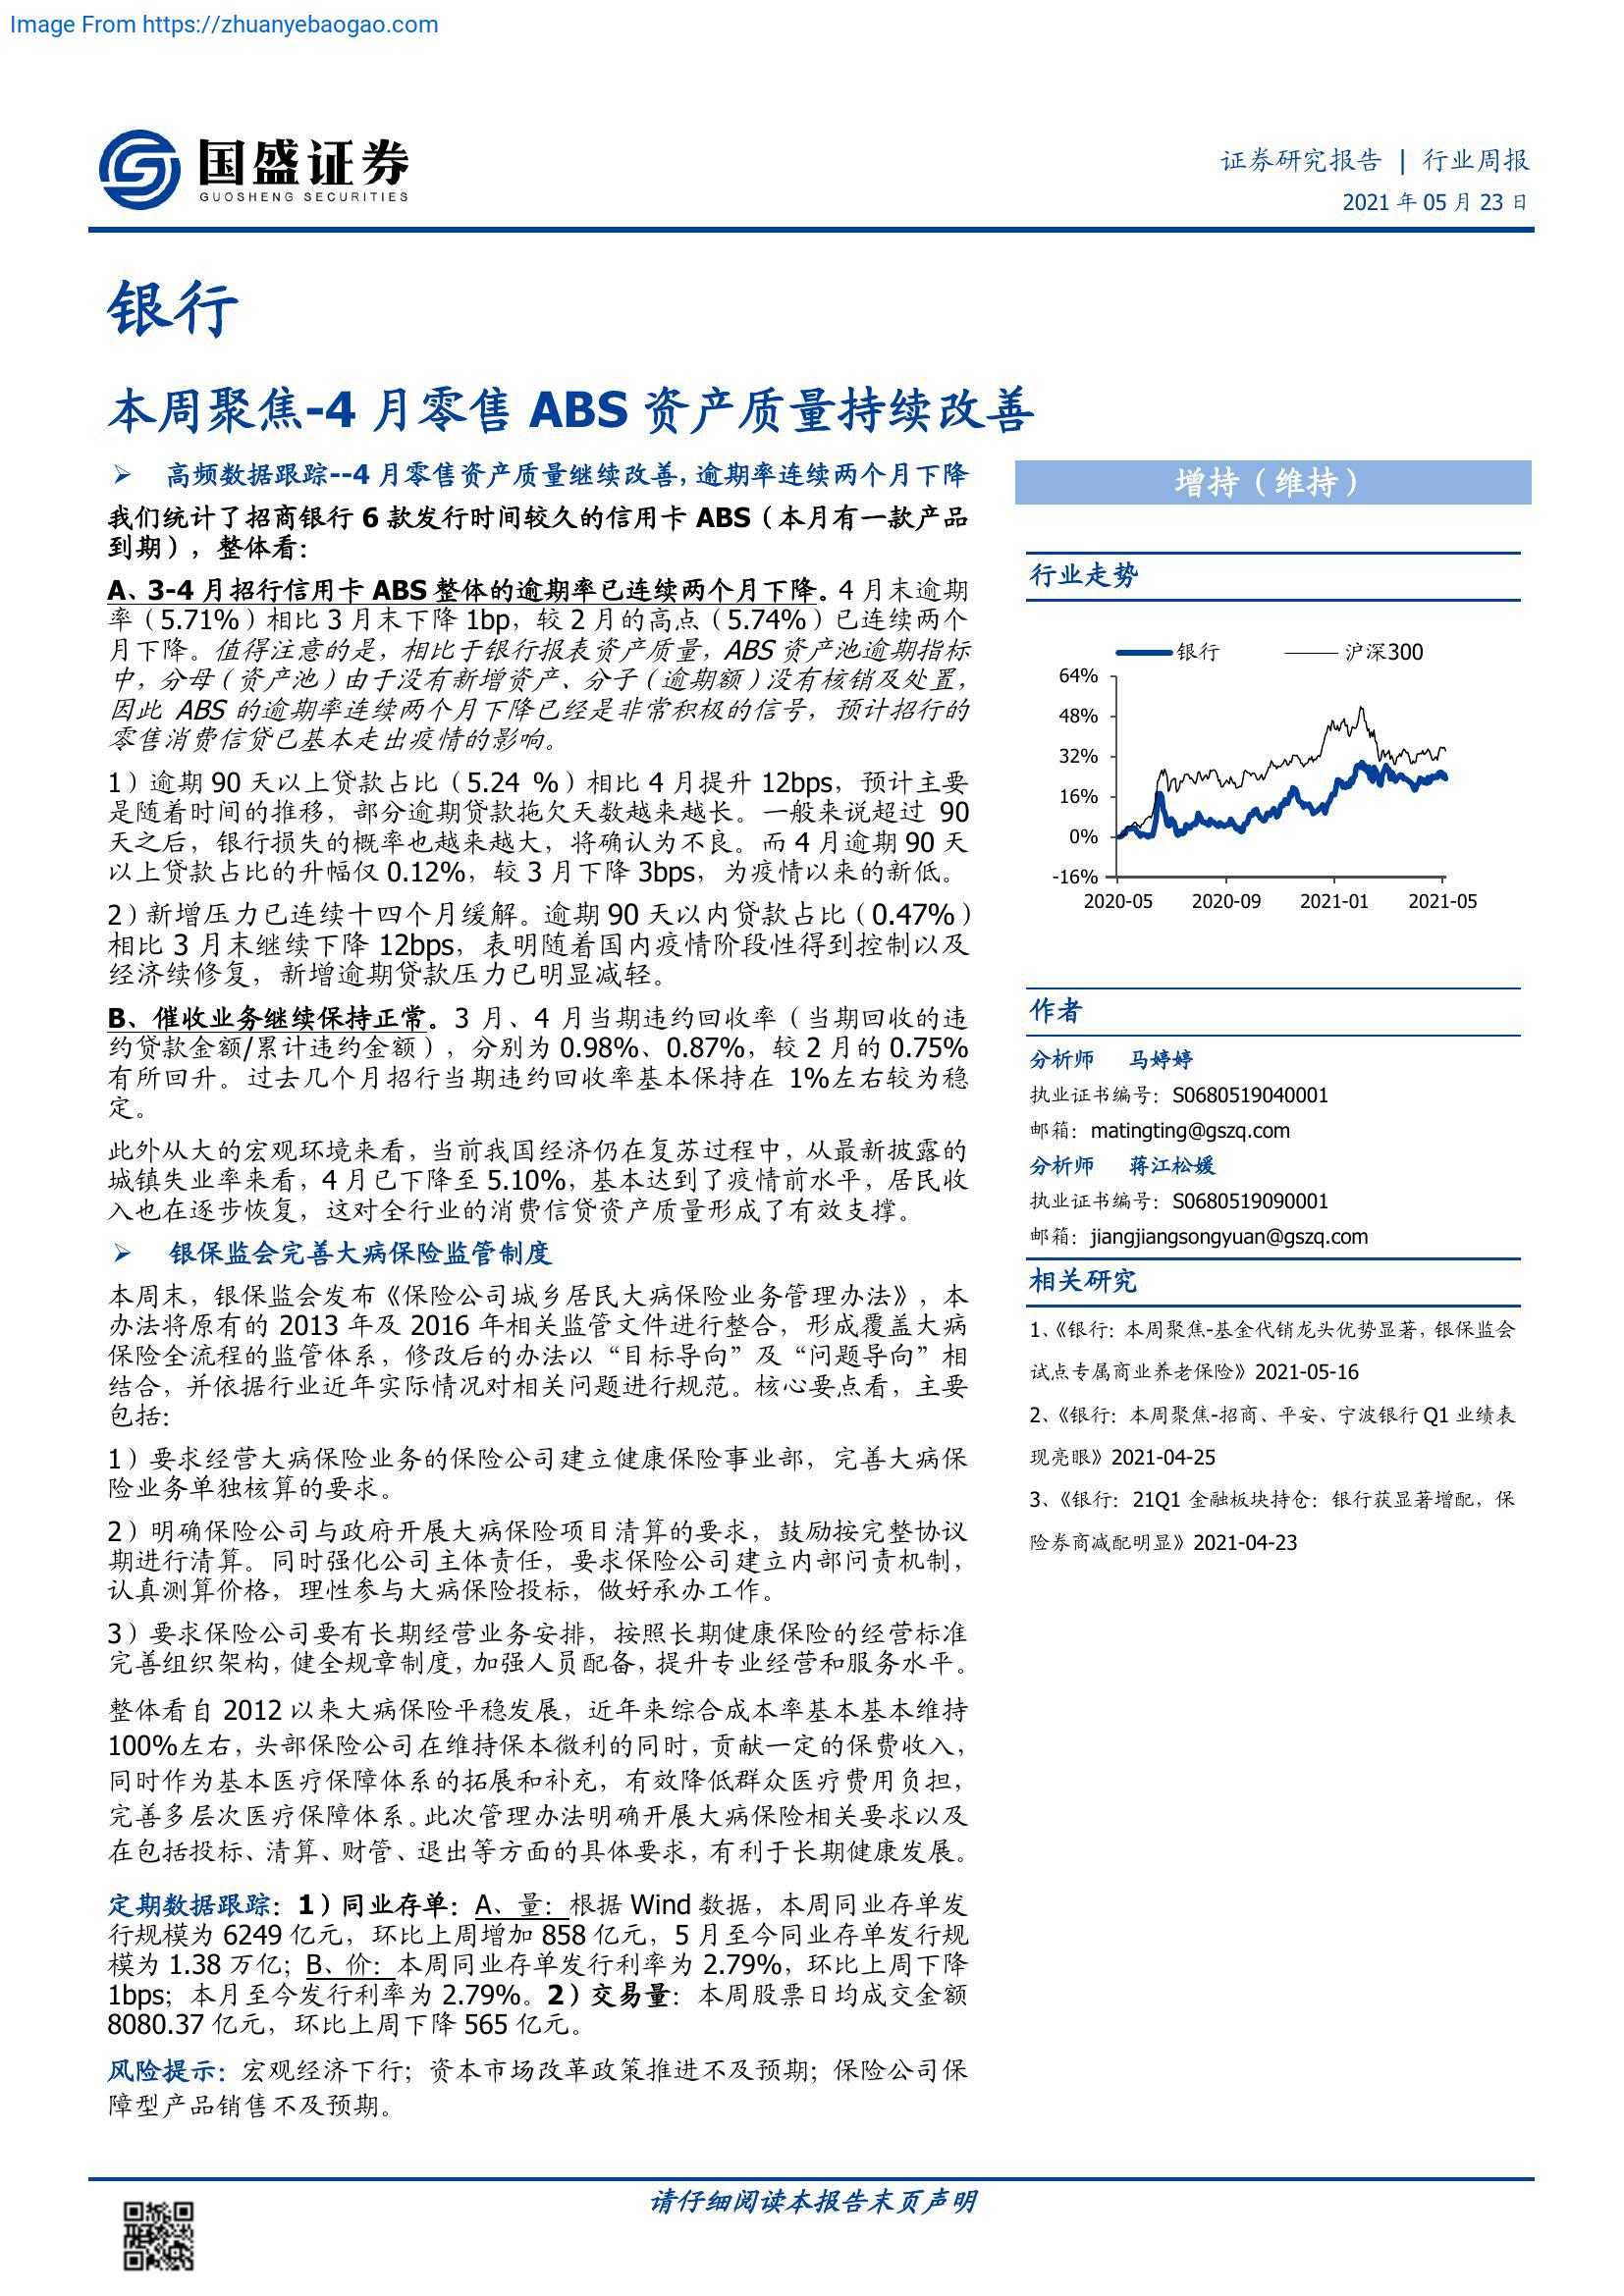 Image From https://zhuanyebaogao.com
国盛证券
GUOSHENG SECURITIES
证券研究报告 | 行业周报
2021 年 05 月 23 日
银行
本周聚焦-4 月零售 ABS 资产质量持续改善
➢ 高频数据跟踪--4 月零售资产质量继续改善，逾期率连续两个月下降
我们统计了招商银行 6 款发行时间较久的信用卡 ABS（本月有一款产品
到期），整体看：
A、3-4 月招行信用卡 ABS 整体的逾期率已连续两个月下降。4 月末逾期
率（5.71%）相比 3 月末下降 1bp，较 2 月的高点（5.74%）已连续两个
月下降。值得注意的是，相比于银行报表资产质量，ABS 资产池逾期指标
中，分母（资产池）由于没有新增资产、分子（逾期额）没有核销及处置，
因此 ABS 的逾期率连续两个月下降已经是非常积极的信号，预计招行的
零售消费信贷已基本走出疫情的影响。
1）逾期 90 天以上贷款占比（5.24 %）相比 4 月提升 12bps，预计主要
是随着时间的推移，部分逾期贷款拖欠天数越来越长。一般来说超过 90
天之后，银行损失的概率也越来越大，将确认为不良。而 4 月逾期 90 天
以上贷款占比的升幅仅 0.12%，较 3 月下降 3bps，为疫情以来的新低。
2）新增压力已连续十四个月缓解。逾期 90 天以内贷款占比（0.47%）
相比 3 月末继续下降 12bps，表明随着国内疫情阶段性得到控制以及
经济续修复，新增逾期贷款压力已明显减轻。
B、催收业务继续保持正常。3 月、4 月当期违约回收率（当期回收的违
约贷款金额/累计违约金额），分别为 0.98%、0.87%，较 2 月的 0.75%
有所回升。过去几个月招行当期违约回收率基本保持在 1%左右较为稳
定。
此外从大的宏观环境来看，当前我国经济仍在复苏过程中，从最新披露的
城镇失业率来看，4 月已下降至 5.10%，基本达到了疫情前水平，居民收
入也在逐步恢复，这对全行业的消费信贷资产质量形成了有效支撑。
➢ 银保监会完善大病保险监管制度
本周末，银保监会发布《保险公司城乡居民大病保险业务管理办法》，本
办法将原有的 2013 年及 2016 年相关监管文件进行整合，形成覆盖大病
保险全流程的监管体系，修改后的办法以“目标导向”及“问题导向”相
结合，并依据行业近年实际情况对相关问题进行规范。核心要点看，主要
包括:
1）要求经营大病保险业务的保险公司建立健康保险事业部，完善大病保
险业务单独核算的要求。
2）明确保险公司与政府开展大病保险项目清算的要求，鼓励按完整协议
期进行清算。同时强化公司主体责任，要求保险公司建立内部问责机制，
认真测算价格，理性参与大病保险投标，做好承办工作。
3）要求保险公司要有长期经营业务安排，按照长期健康保险的经营标准
完善组织架构，健全规章制度，加强人员配备，提升专业经营和服务水平。
整体看自 2012 以来大病保险平稳发展，近年来综合成本率基本基本维持
100%左右，头部保险公司在维持保本微利的同时，贡献一定的保费收入，
同时作为基本医疗保障体系的拓展和补充，有效降低群众医疗费用负担，
完善多层次医疗保障体系。此次管理办法明确开展大病保险相关要求以及
在包括投标、清算、财管、退出等方面的具体要求，有利于长期健康发展。
定期数据跟踪：1）同业存单：A、量：根据 Wind 数据，本周同业存单发
行规模为 6249 亿元，环比上周增加 858 亿元，5 月至今同业存单发行规
模为 1.38 万亿；B、价：本周同业存单发行利率为 2.79%，环比上周下降
1bps；本月至今发行利率为 2.79%。2）交易量：本周股票日均成交金额
8080.37 亿元，环比上周下降 565 亿元。
风险提示：宏观经济下行；资本市场改革政策推进不及预期；保险公司保
障型产品销售不及预期。
增持（维持）
行业走势
银行 沪深300
64%
48%
32%
16%
0%
-16%
2020-05 2020-09 2021-01 2021-05
作者
分析师 马婷婷
执业证书编号：S0680519040001
邮箱：matingting@gszq.com
分析师 蒋江松媛
执业证书编号：S0680519090001
邮箱：jiangjiangsongyuan@gszq.com
相关研究
1、《银行：本周聚焦-基金代销龙头优势显著，银保监会
试点专属商业养老保险》2021-05-16
2、《银行：本周聚焦-招商、平安、宁波银行 Q1 业绩表
现亮眼》2021-04-25
3、《银行：21Q1 金融板块持仓：银行获显著增配，保
险券商减配明显》2021-04-23
请仔细阅读本报告末页声明